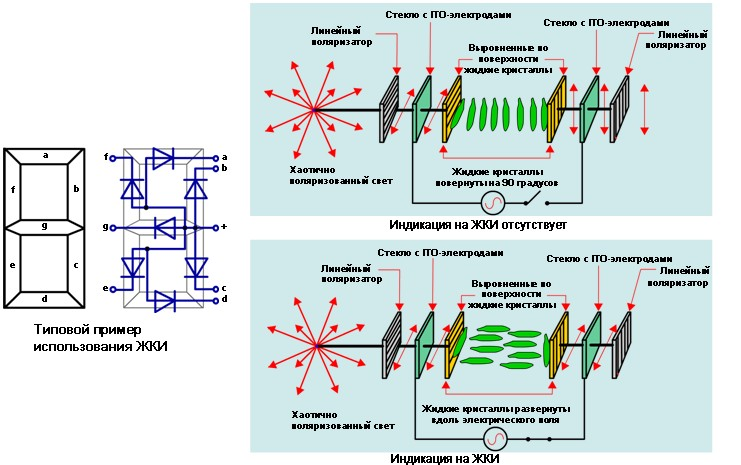 a
f
b
g
e
c
d
f
a
b
g
+
e
c
d
Типовой пример
использования ЖКИ
Стекло с ITO-электродами
Линейный
поляризатор
Выровненные по
поверхности
жидкие кристаллы
Стекло с ITO-электродами
Линейный
поляризатор
Хаотично
поляризованный свет
Жидкие кристаллы
повернуты на 90 градусов
Индикация на ЖКИ отсутствует
Стекло с ITO-электродами
Линейный
поляризатор
Выровненные по
поверхности
жидкие кристаллы
Стекло с ITO-электродами
Линейный
поляризатор
Хаотично
поляризованный свет
Жидкие кристаллы развернуты
вдоль электрического поля
Индикация на ЖКИ